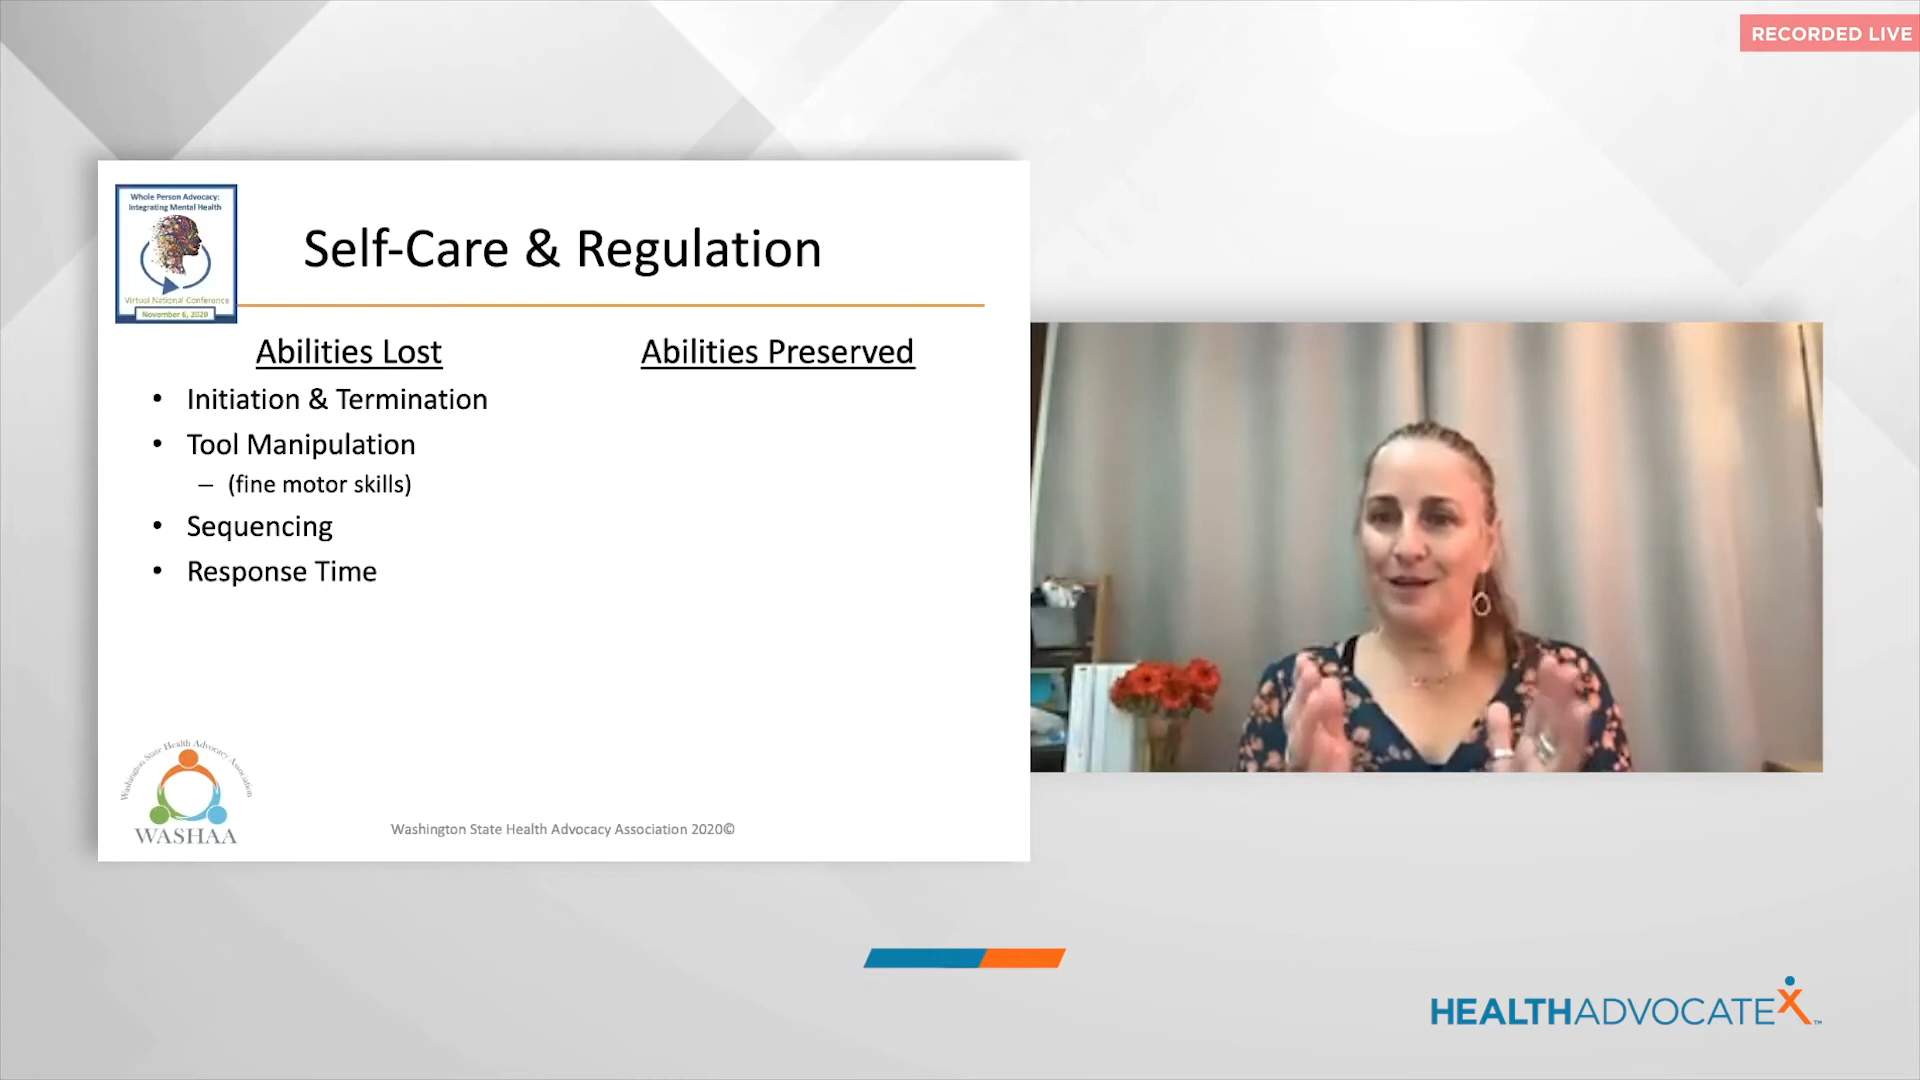 RECORDED LIVE
Whole Person Advocacy:
Integrating Mental Health
Virtual National Conference
November 6, 2020
Self-Care & Regulation
Abilities Lost
• Initiation & Termination
• Tool Manipulation
– (fine motor skills)
• Sequencing
• Response Time
Abilities Preserved
Washington State Health Advocacy Association
WASHAA
Washington State Health Advocacy Association 2020©
HEALTHADVOCATEX™